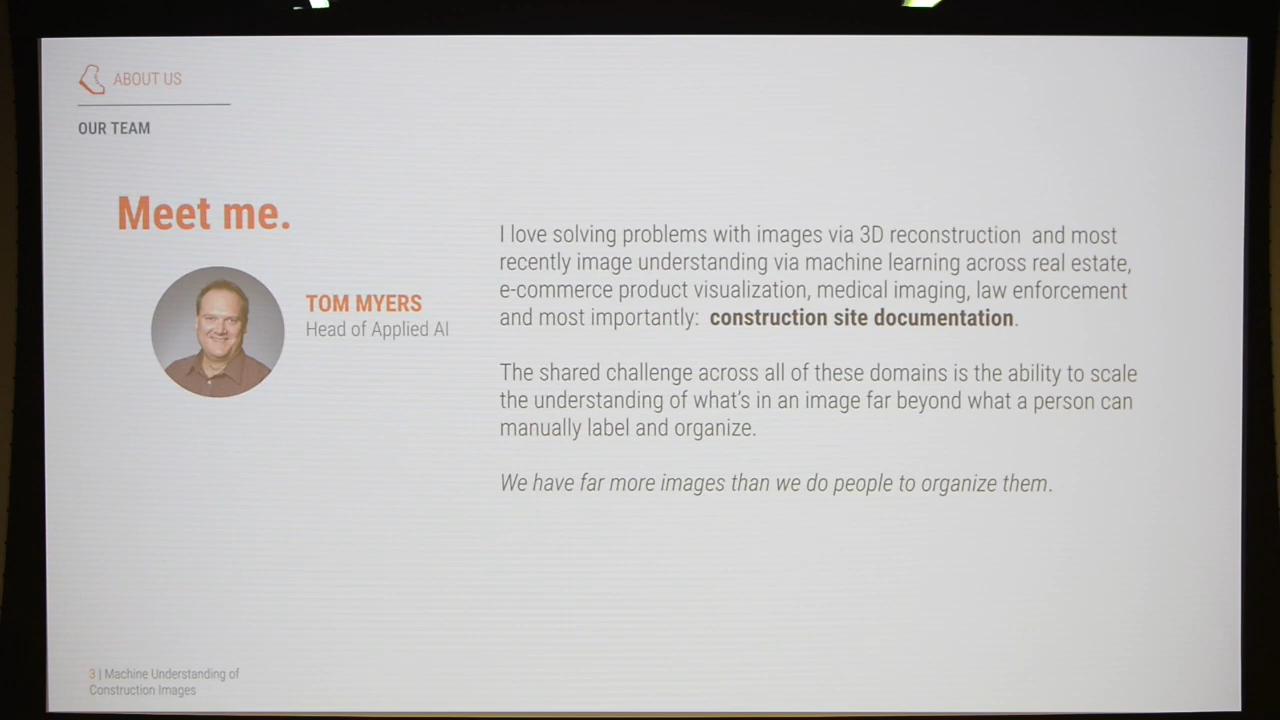 ABOUT US
OUR TEAM
Meet me.
TOM MYERS
Head of Applied AI
I love solving problems with images via 3D reconstruction and most
recently image understanding via machine learning across real estate,
e-commerce product visualization, medical imaging, law enforcement
and most importantly: construction site documentation.
The shared challenge across all of these domains is the ability to scale
the understanding of what's in an image far beyond what a person can
manually label and organize.
We have far more images than we do people to organize them.
3 | Machine Understanding of
Construction Images